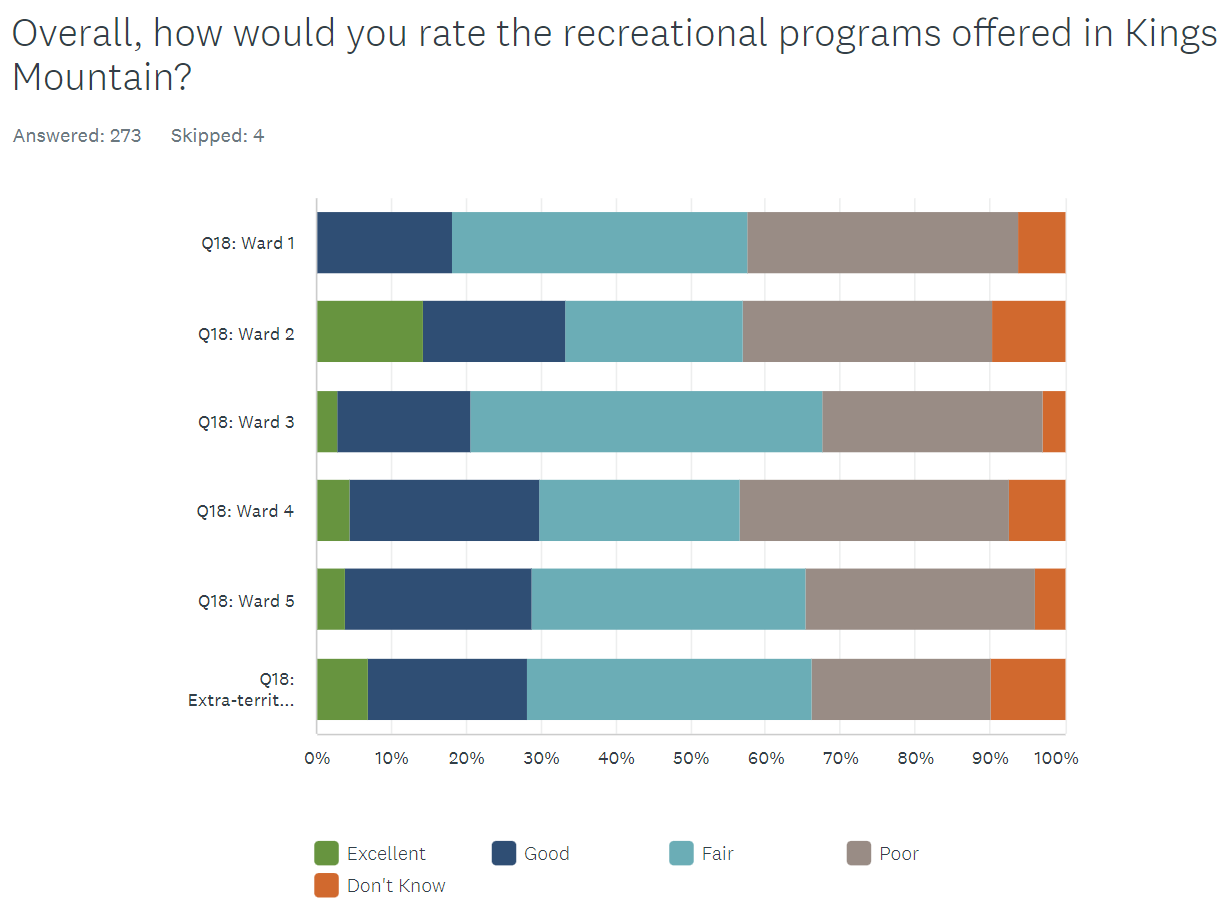 Overall, how would you rate the recreational programs offered in Kings
Mountain?
Answered: 273 Skipped: 4
Q18: Ward 1
Q18: Ward 2
Q18: Ward 3
Q18: Ward 4
Q18: Ward 5
Q18:
Extra-territ...
0% 10% 20% 30% 40% 50% 60% 70% 80% 90% 100%
Excellent Good Fair Poor
Don't Know